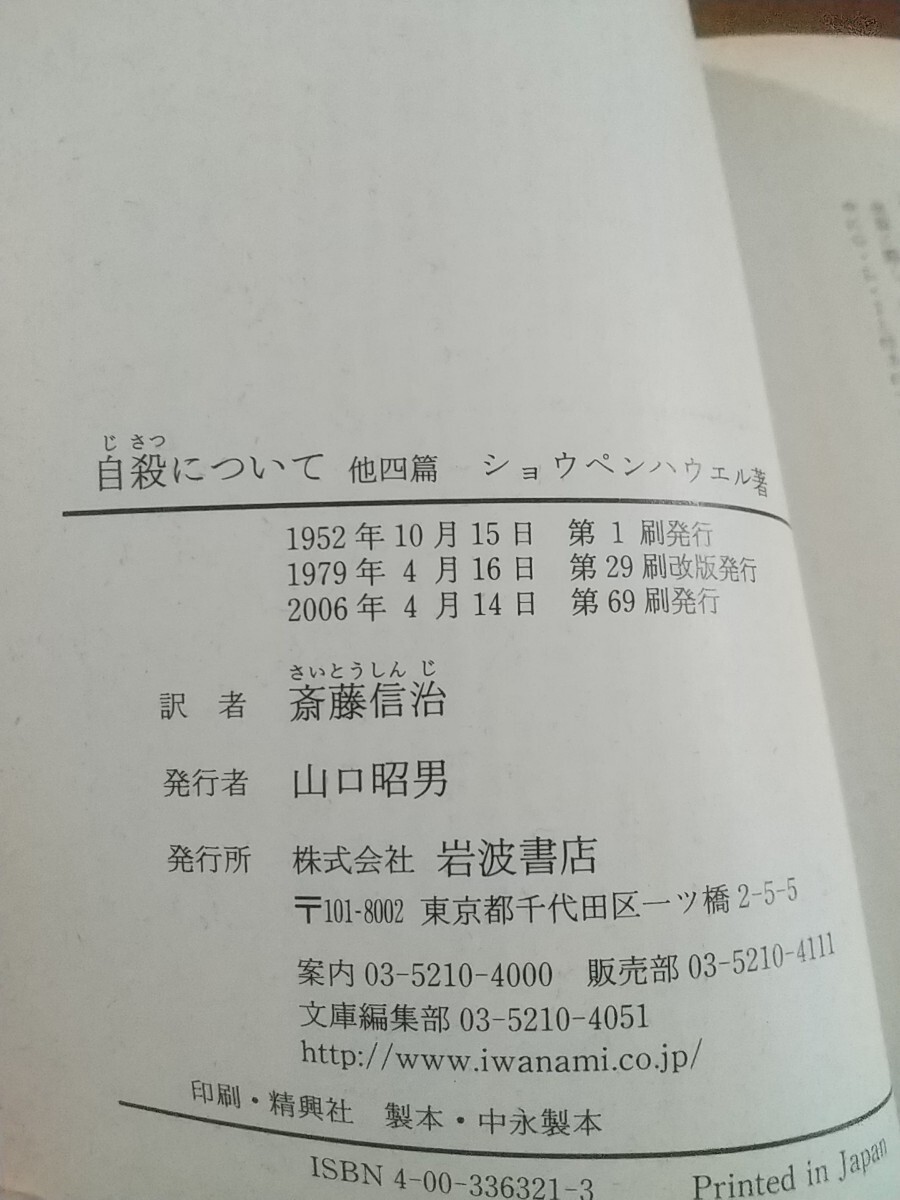 じさつ
自殺について 他四篇 ショウペンハウエル著
1952年10月15日 第1刷発行
1979年4月16日 第29刷改版発行
2006年4月14日 第69刷発行
さいとうしんじ
訳者 斎藤信治
発行者 山口昭男
発行所 株式会社 岩波書店
〒101-8002 東京都千代田区一ツ橋2-5-5
案内 03-5210-4000 販売部 03-5210-4111
文庫編集部 03-5210-4051
http://www.iwanami.co.jp/
印刷・精興社 製本・中永製本
ISBN 4-00-336321-3 Printed in Japan